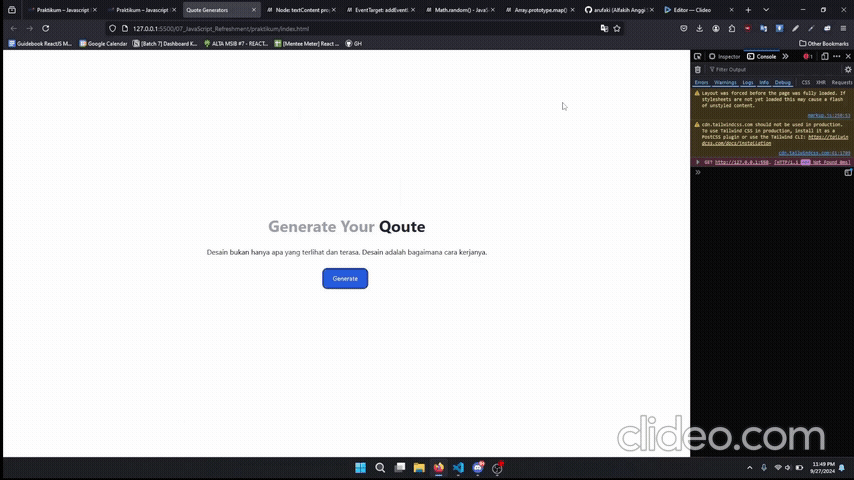 Praktikum – Javascript
Praktikum – Javascript
Quote Generators
Node: textContent pro
EventTarget: addEventl
Math.random() - JavaS
Array.prototype.map()
arufaki (Alfakih Anggi
Editor — Clideo
127.0.0.1:5500/07_JavaScript_Refreshment/praktikum/index.html
Guidebook ReactJS M...
Google Calendar
[Batch 7] Dashboard K...
ALTA MSIB #7 - REACT...
[Mentee Meter] React...
GH
Other Bookmarks
Inspector
Console
1
Filter Output
Errors
Warnings
Logs
Info
Debug
CSS
XHR
Requests
Layout was forced before the page was fully loaded. If
stylesheets are not yet loaded this may cause a flash
of unstyled content.
cdn.tailwindcss.com should not be used in production.
To use Tailwind CSS in production, install it as a
PostCSS plugin or use the Tailwind CLI: https://tailwi
ndcss.com/docs/installation
GET http://127.0.0.1:550. [HTTP/1.1 Not Found 0ms]
Generate Your Qoute
Desain bukan hanya apa yang terlihat dan terasa. Desain adalah bagaimana cara kerjanya.
Generate
clideo.com
11:49 PM
9/27/2024